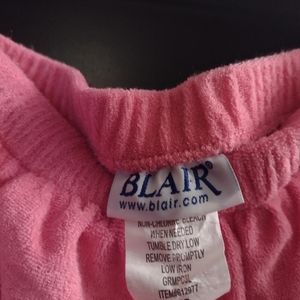 BLAIR®
www.blair.com
NON-CHLORINE BLEACH
WHEN NEEDED
TUMBLE DRY LOW
REMOVE PROMPTLY
LOW IRON